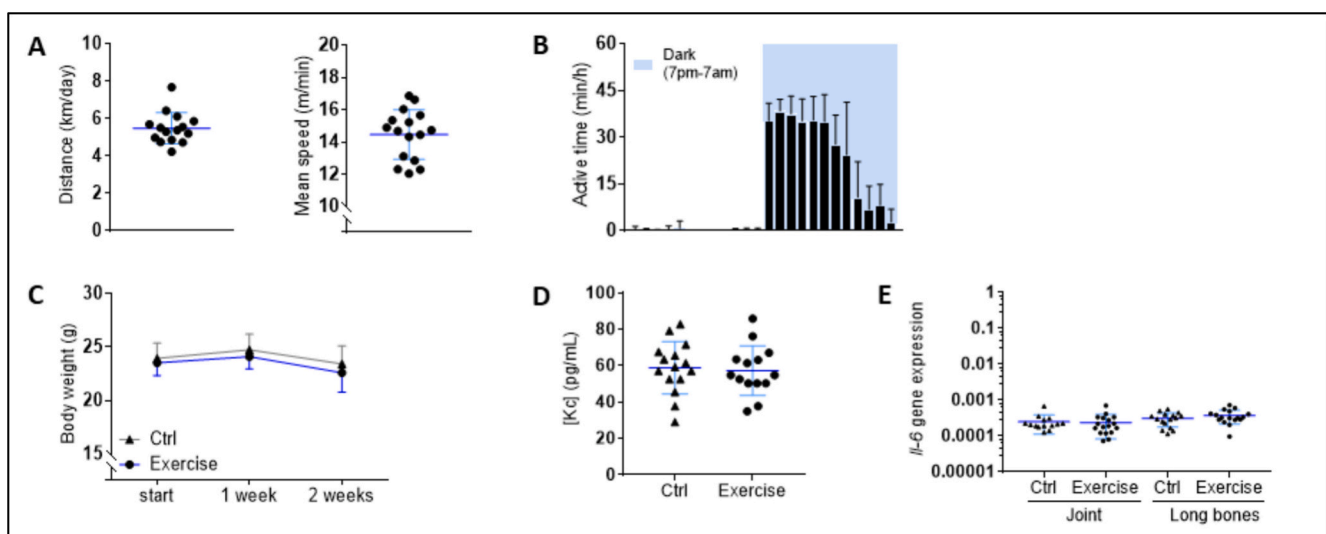 A
Distance (km/day)
10
8
6
4
2
0
Mean speed (m/min)
20
18
16
14
12
10
B
Active time (min/h)
60
45
30
15
0
Dark
(7pm-7am)
C
Body weight (g)
30
25
20
15
Ctrl
Exercise
start 1 week 2 weeks
D
[Kc] (pg/mL)
100
80
60
40
20
0
Ctrl Exercise
E
Il-6 gene expression
1
0.1
0.01
0.001
0.0001
0.00001
Ctrl Exercise Ctrl Exercise
Joint Long bones